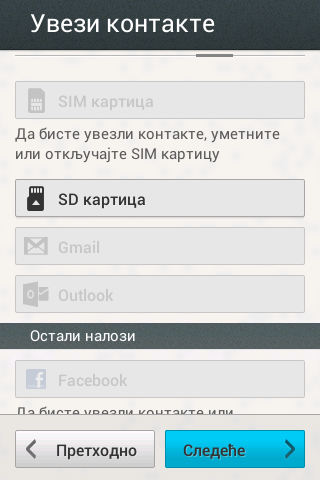 Увези контакте
SIM картица
Да бисте увезли контакте, уметните
или откључајте SIM картицу
SD картица
Gmail
Outlook
Остали налози
Facebook
Да бисте увезли контакте или
Претходно
Следеће